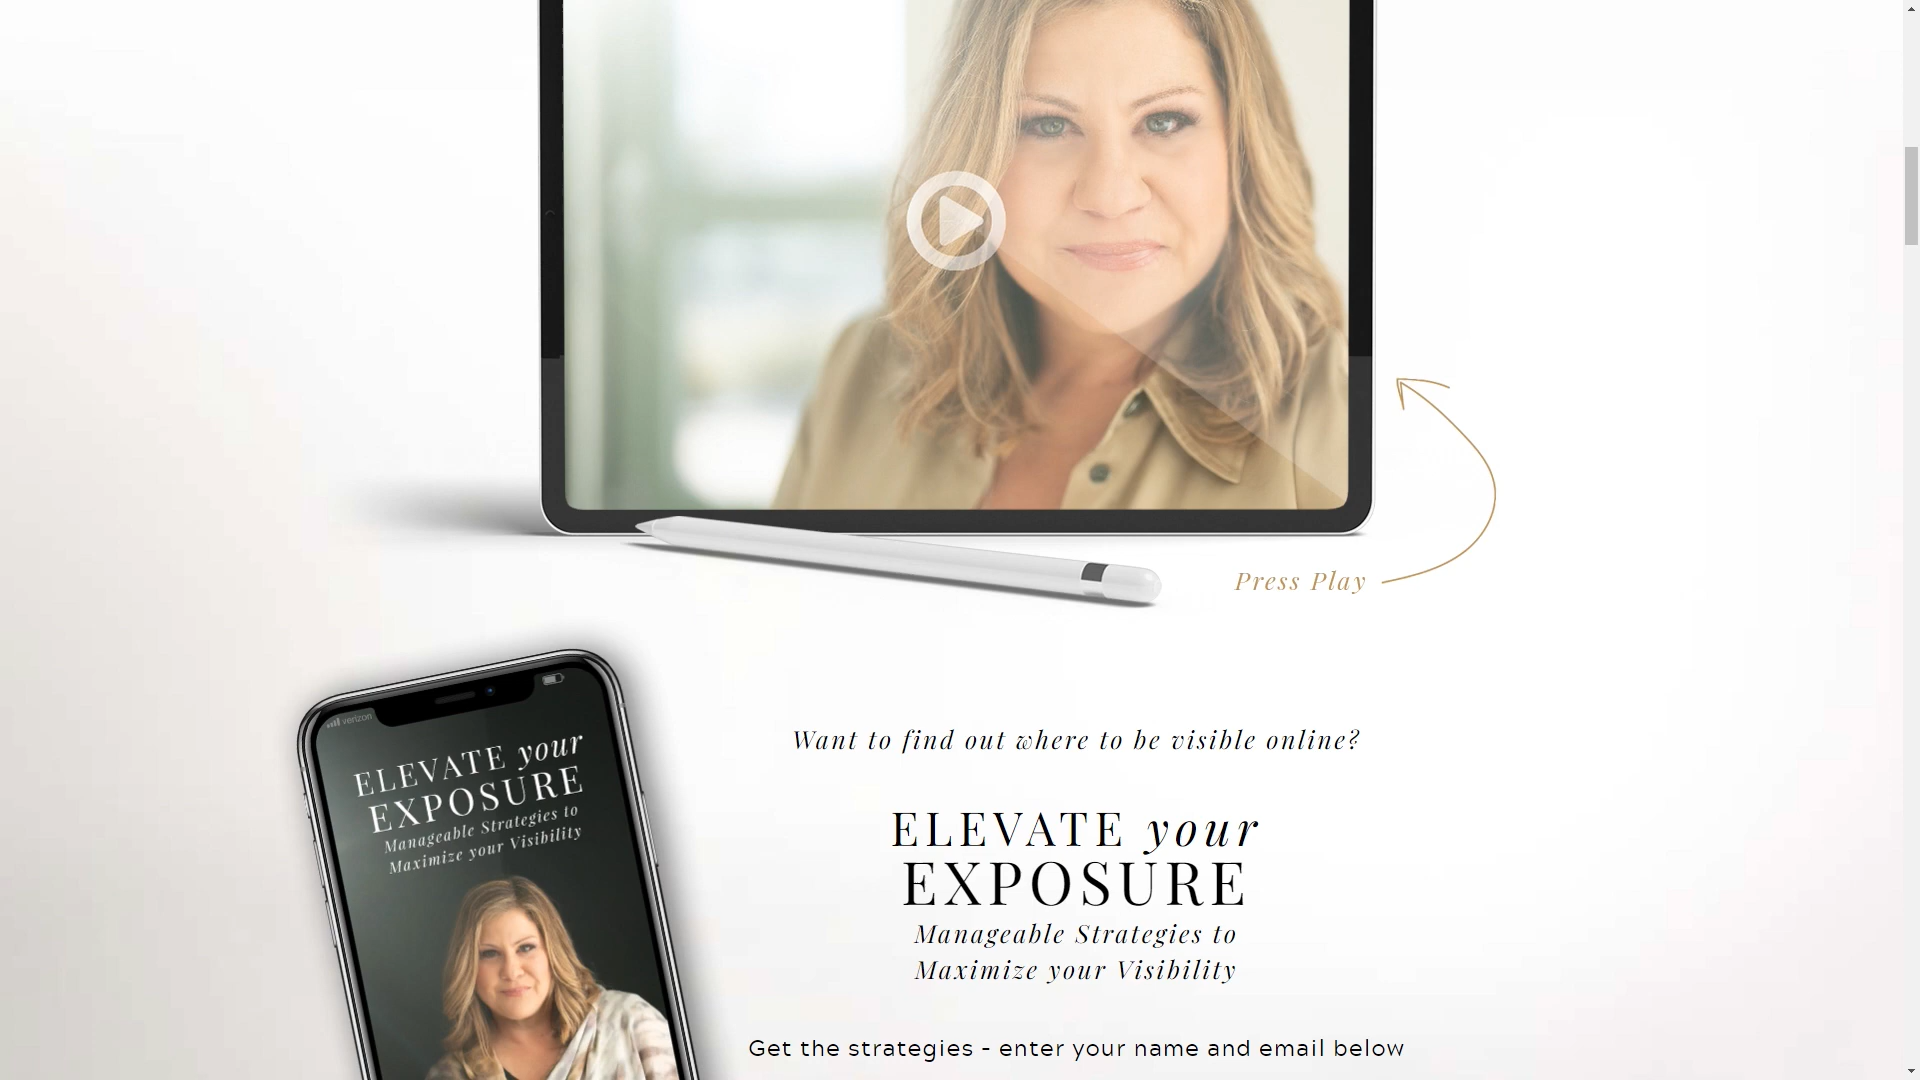 Press Play
verizon
ELEVATE your
EXPOSURE
Manageable Strategies to
Maximize your Visibility
Want to find out where to be visible online?
ELEVATE your
EXPOSURE
Manageable Strategies to
Maximize your Visibility
Get the strategies - enter your name and email below